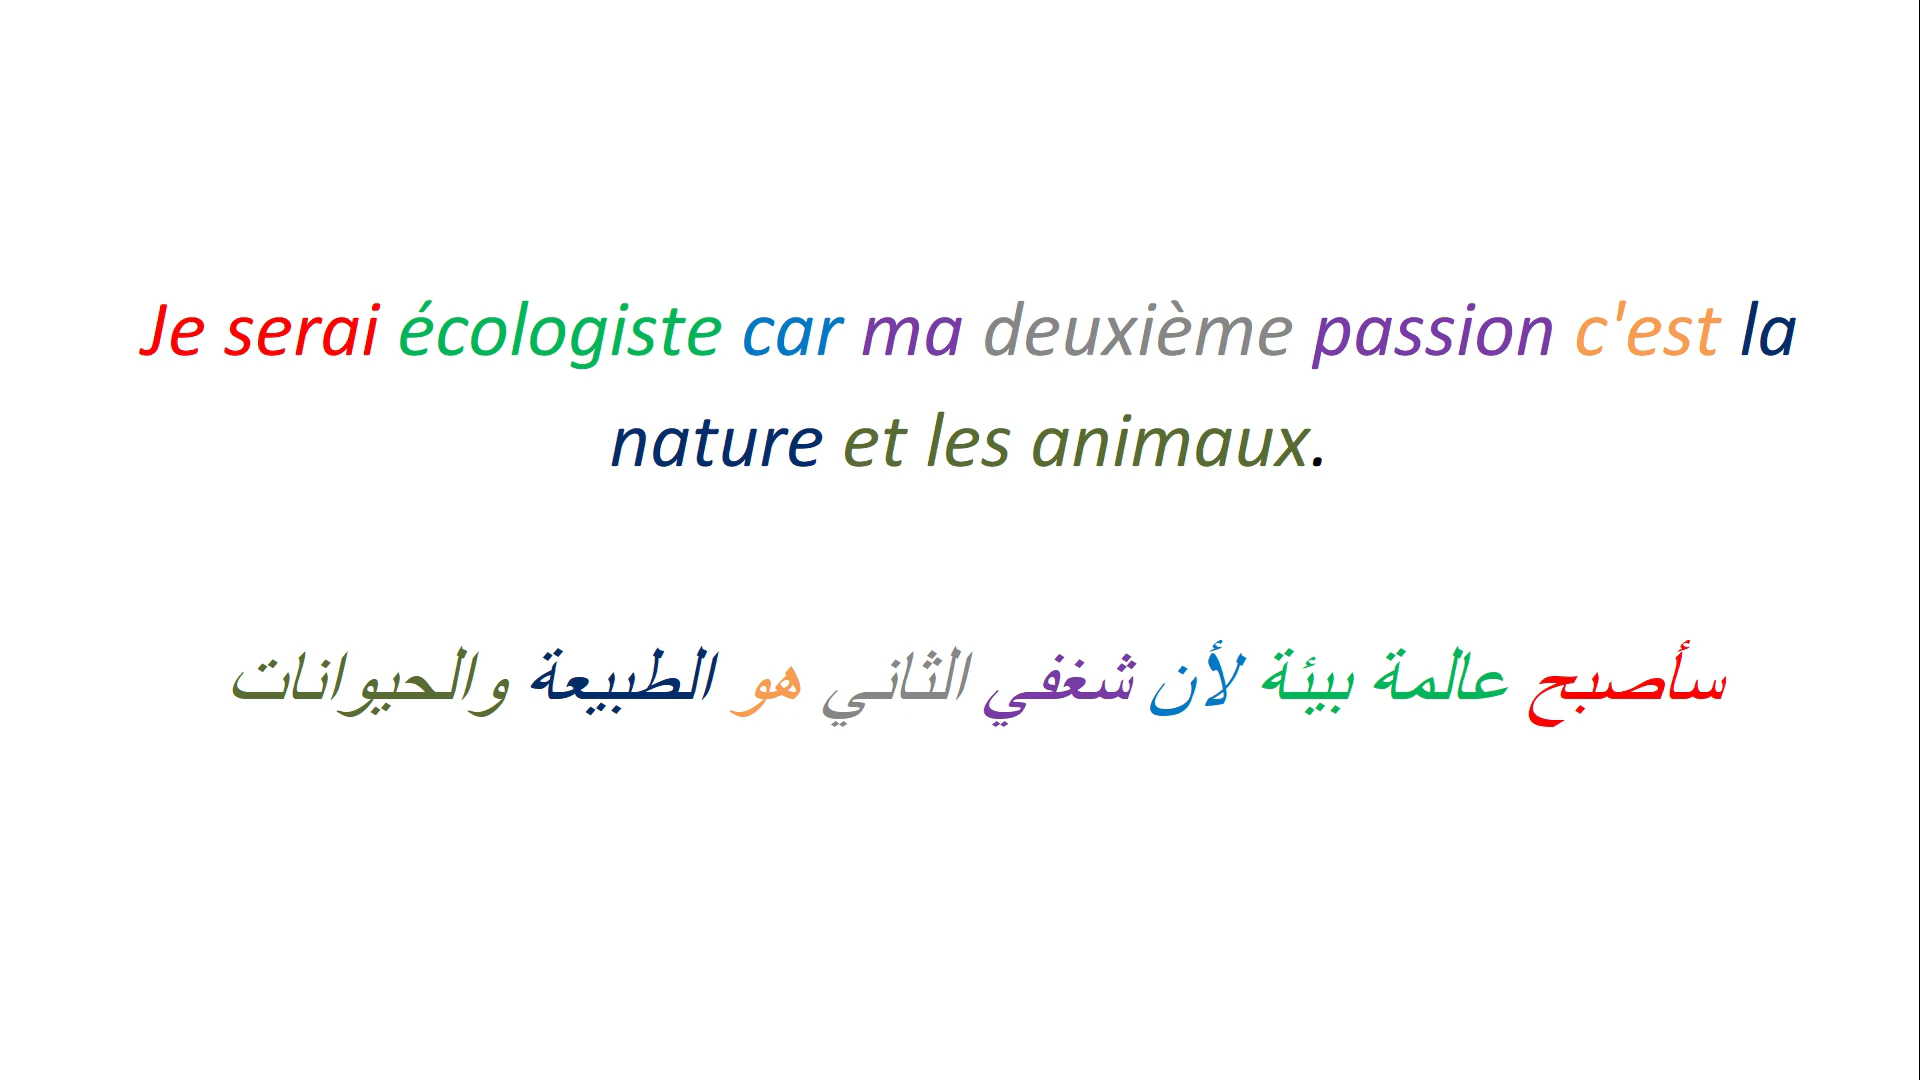 Je serai écologiste car ma deuxième passion c'est la
nature et les animaux.
سأصبح عالمة بيئة لأن شغفي الثاني هو الطبيعة والحيوانات